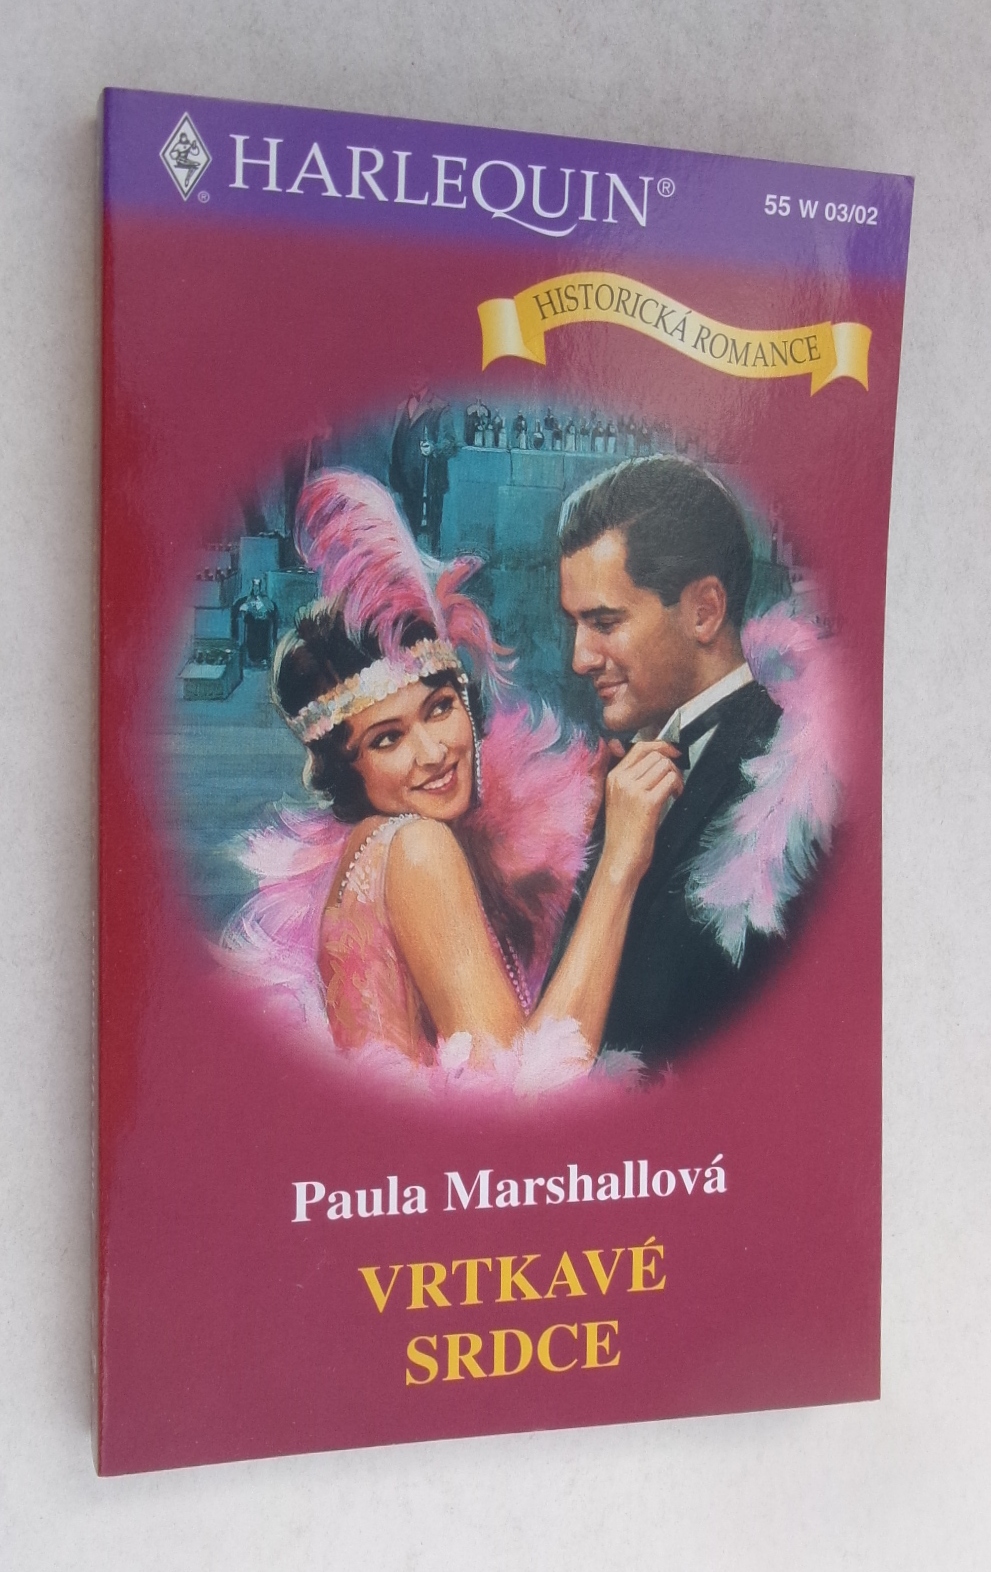 HARLEQUIN®
®
55 W 03/02
HISTORICKÁ ROMANCE
Paula Marshallová
VRTKAVÉ
SRDCE